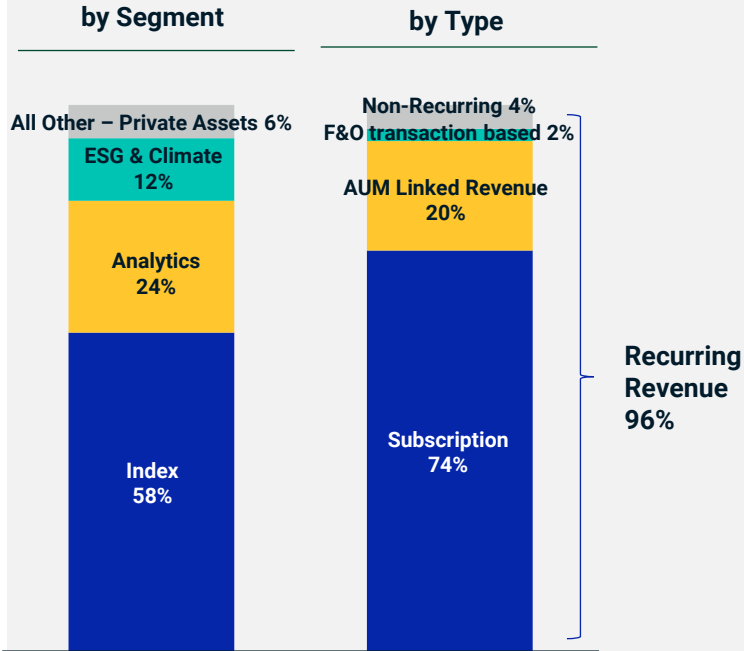 by Segment
All Other – Private Assets 6%
ESG & Climate
12%
Analytics
24%
Index
58%
by Type
Non-Recurring 4%
F&O transaction based 2%
AUM Linked Revenue
20%
Subscription
74%
Recurring
Revenue
96%